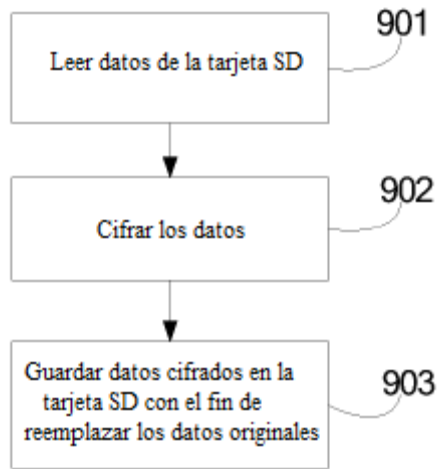 901
Leer datos de la tarjeta SD
902
Cifrar los datos
903
Guardar datos cifrados en la
tarjeta SD con el fin de
reemplazar los datos originales